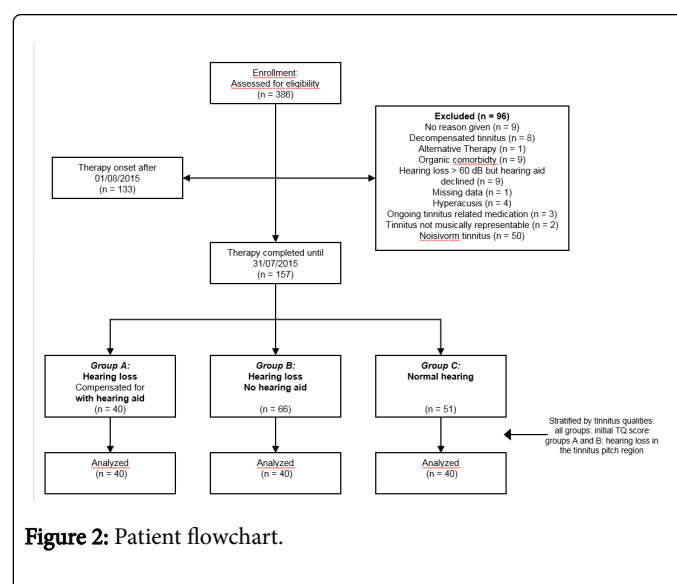 Enrollment:
Assessed for eligibility
(n = 386)
Excluded (n = 96)
No reason given (n = 9)
Decompensated tinnitus (n = 8)
Alternative Therapy (n = 1)
Organic comorbidty (n = 9)
Hearing loss > 60 dB but hearing aid
declined (n = 9)
Missing data (n = 1)
Hyperacusis (n = 4)
Ongoing tinnitus related medication (n = 3)
Tinnitus not musically representable (n = 2)
Noisivorm tinnitus (n = 50)
Therapy onset after
01/08/2015
(n = 133)
Therapy completed until
31/07/2015
(n = 157)
Group A:
Hearing loss
Compensated for
with hearing aid
(n = 40)
Group B:
Hearing loss
No hearing aid
(n = 66)
Group C:
Normal hearing
(n = 51)
Stratified by tinnitus qualities:
all groups: initial TQ score
groups A and B: hearing loss in
the tinnitus pitch region
Analyzed
(n = 40)
Analyzed
(n = 40)
Analyzed
(n = 40)
Figure 2: Patient flowchart.